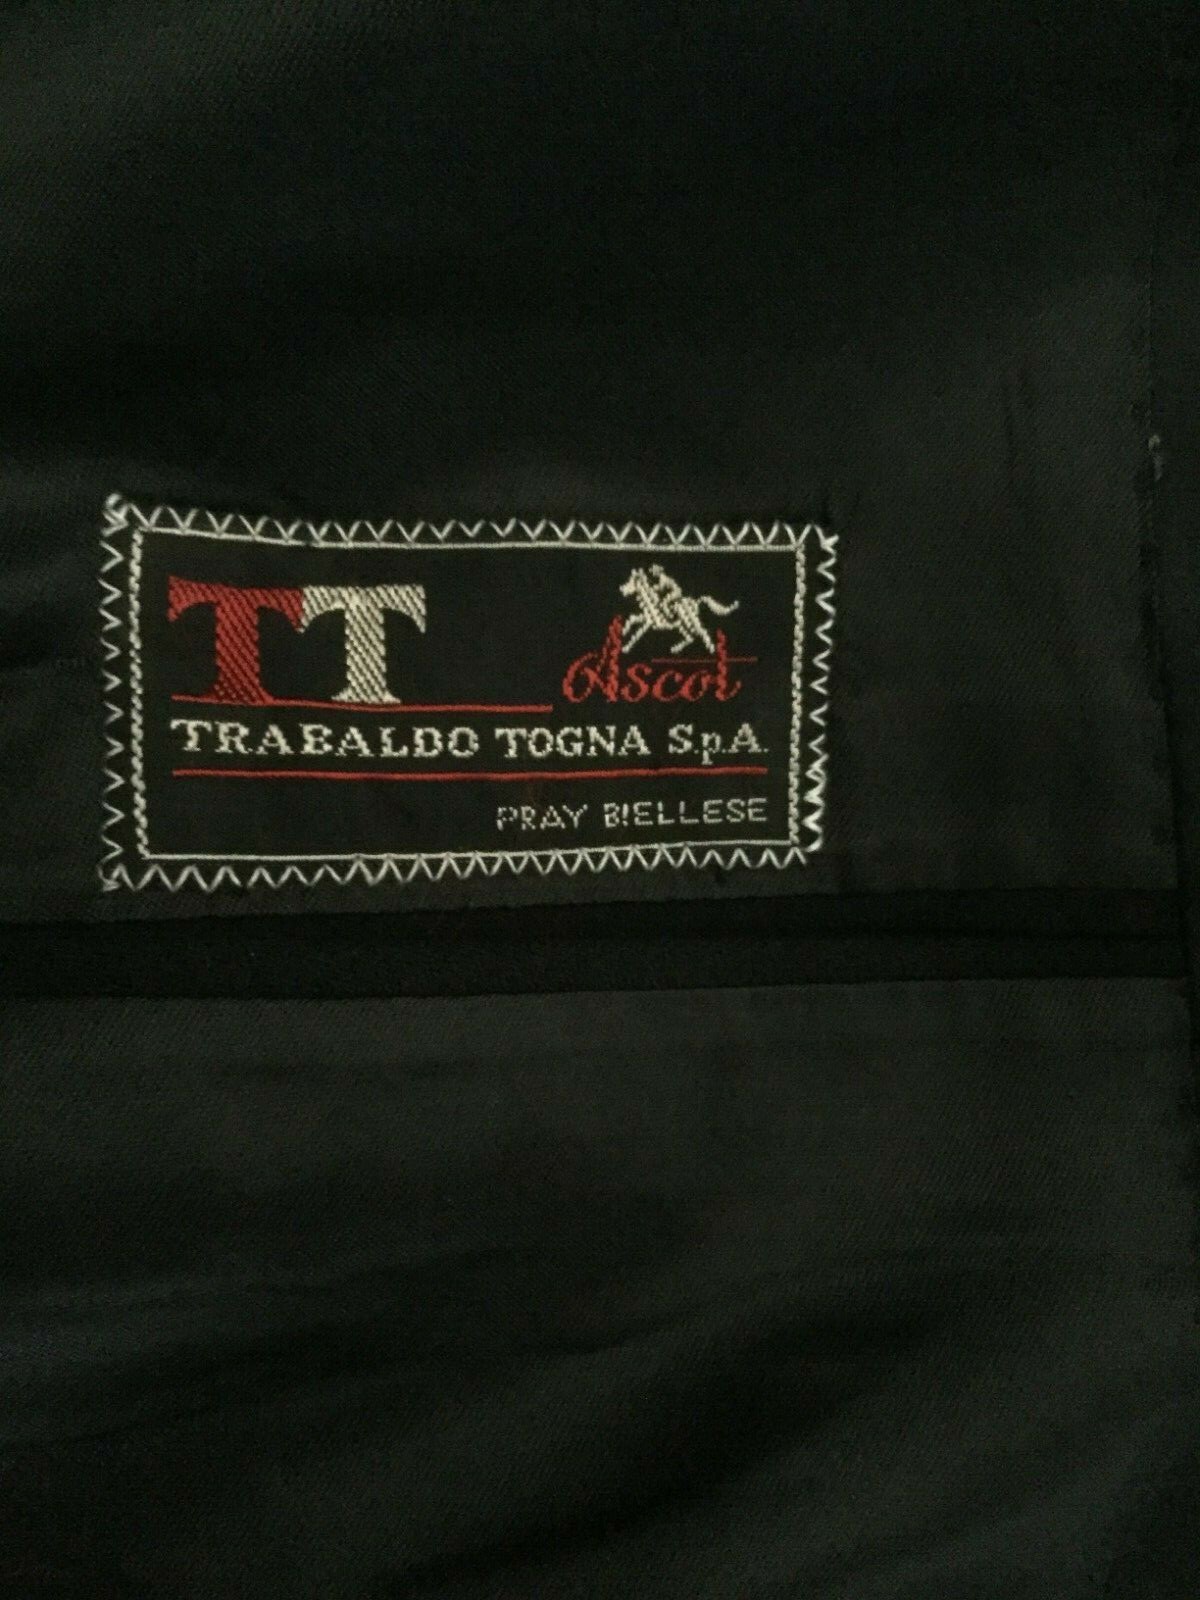 TT
Ascot
TRABALDO TOGNA S.p.A.
PRAY BIELLESE